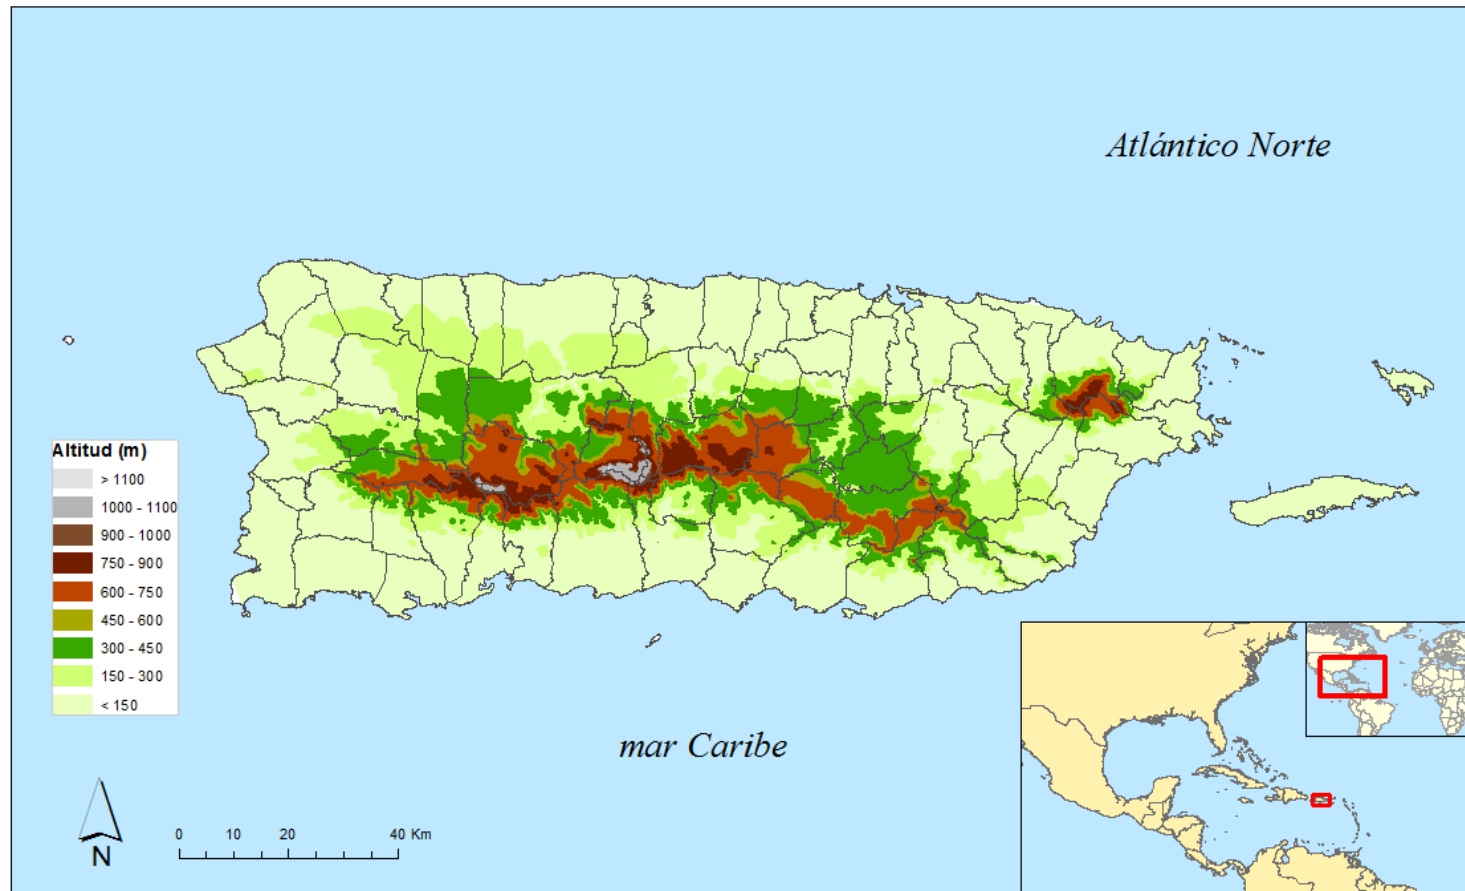 Atlántico Norte
Altitud (m)
> 1100
1000 - 1100
900 - 1000
750 - 900
600 - 750
450 - 600
300 - 450
150 - 300
< 150
mar Caribe
N
0 10 20 40 Km